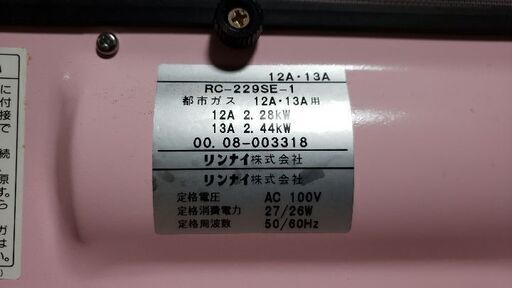 12A・13A
RC-229SE-1
都市ガス 12A・13A用
12A 2.28kW
13A 2.44kW
00.08-003318
リンナイ株式会社
リンナイ株式会社
定格電圧 AC 100V
定格消費電力 27/26W
定格周波数 50/60Hz